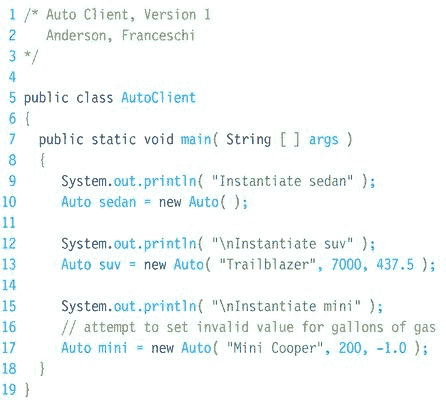 1 /* Auto Client, Version 1
2    Anderson, Franceschi
3 */
4
5 public class AutoClient
6 {
7   public static void main( String [ ] args )
8   {
9      System.out.println( "Instantiate sedan" );
10      Auto sedan = new Auto( );
11
12      System.out.println( "\nInstantiate suv" );
13      Auto suv = new Auto( "Trailblazer", 7000, 437.5 );
14
15      System.out.println( "\nInstantiate mini" );
16      // attempt to set invalid value for gallons of gas
17      Auto mini = new Auto( "Mini Cooper", 200, -1.0 );
18   }
19 }